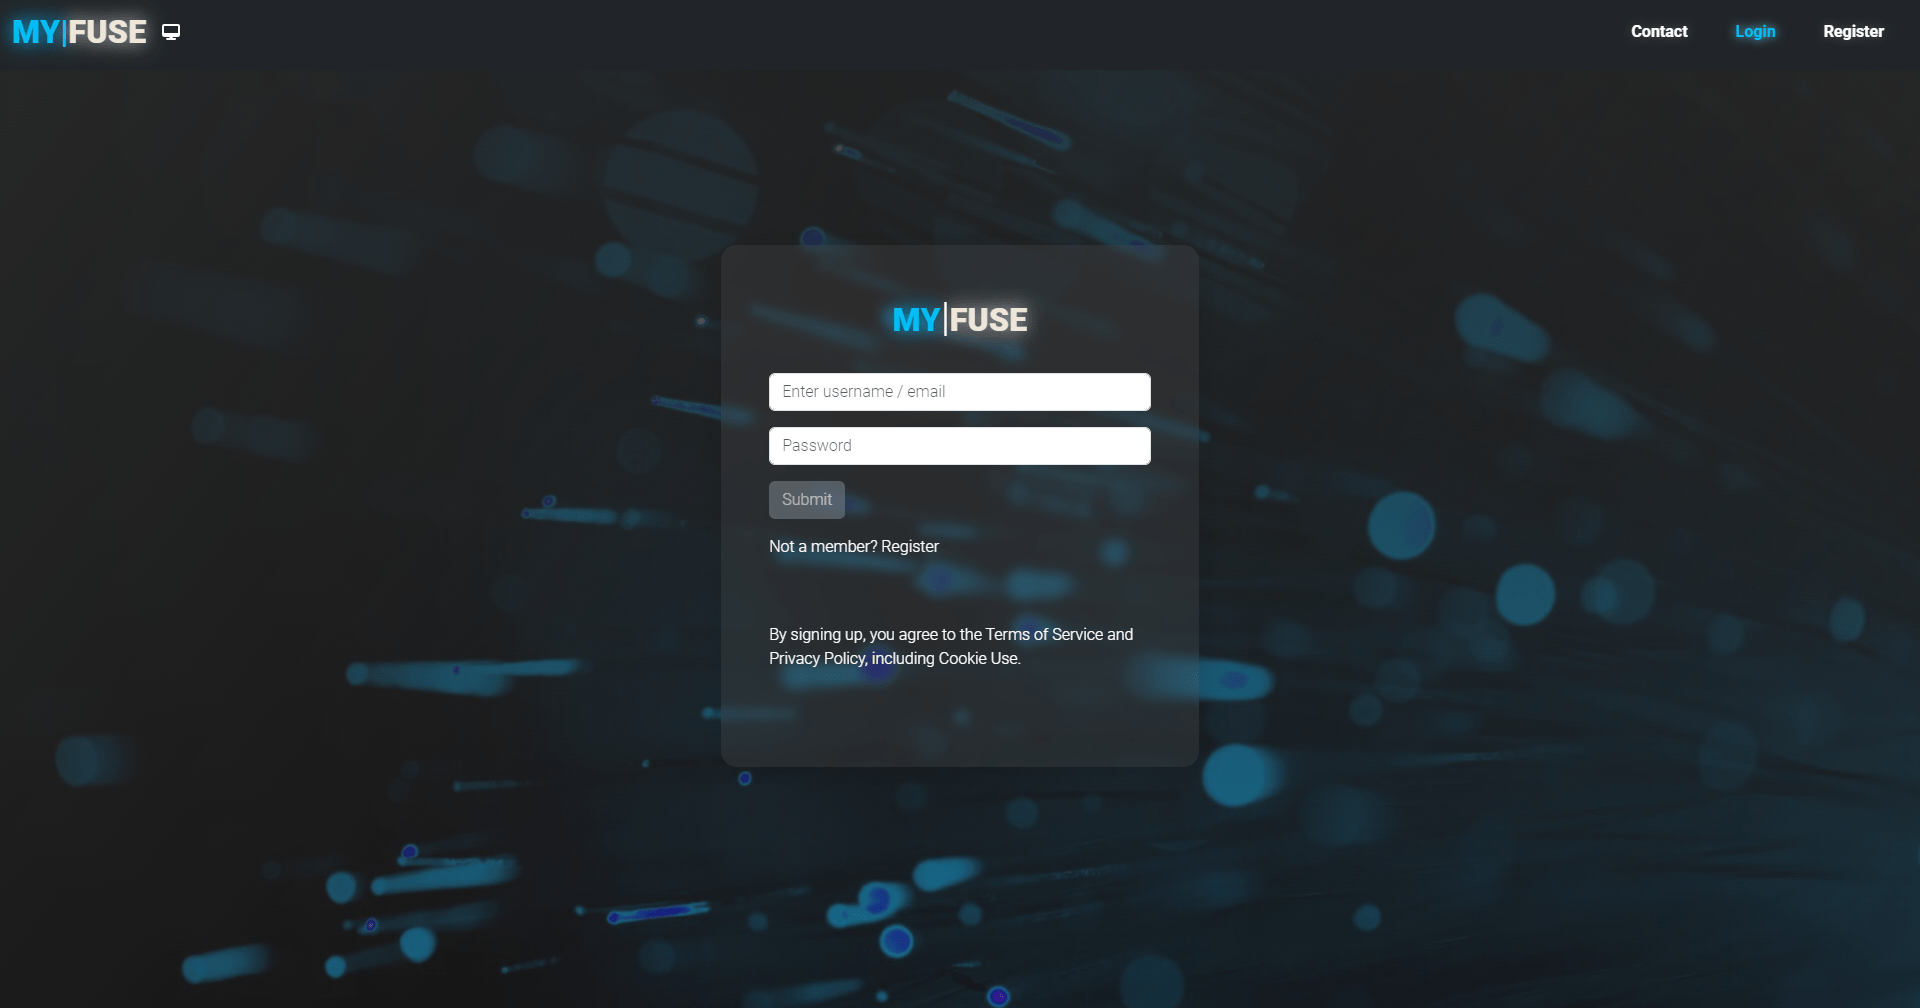 MY|FUSE
Contact
Login
Register
MY|FUSE
Enter username / email
Password
Submit
Not a member? Register
By signing up, you agree to the Terms of Service and
Privacy Policy, including Cookie Use.